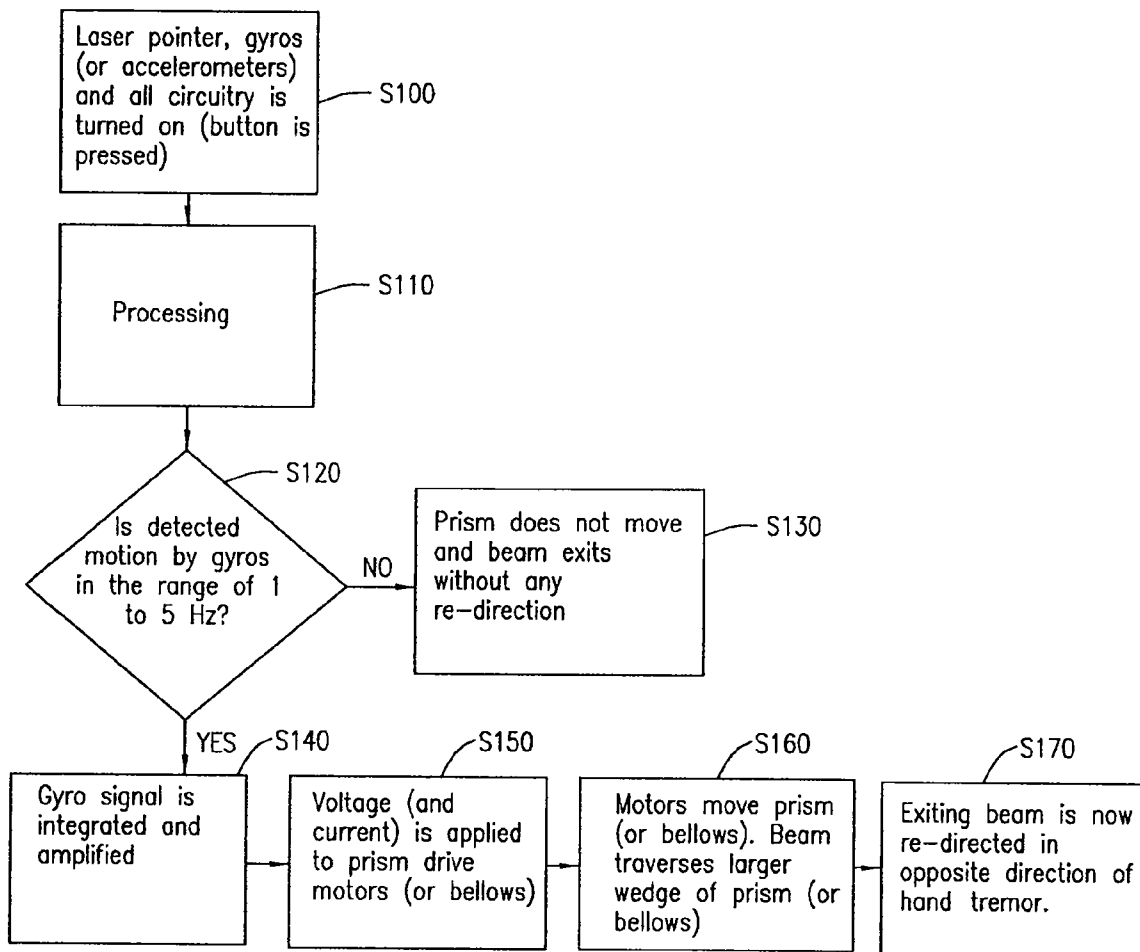 Laser pointer, gyros
(or accelerometers)
and all circuitry is
turned on (button is
pressed)
S100
Processing
S110
S120
Is detected
motion by gyros
in the range of 1
to 5 Hz?
NO
Prism does not move
and beam exits
without any
re-direction
S130
YES
S140
Gyro signal is
integrated and
amplified
S150
Voltage (and
current) is applied
to prism drive
motors (or bellows)
S160
Motors move prism
(or bellows). Beam
traverses larger
wedge of prism (or
bellows)
S170
Exiting beam is now
re-directed in
opposite direction of
hand tremor.